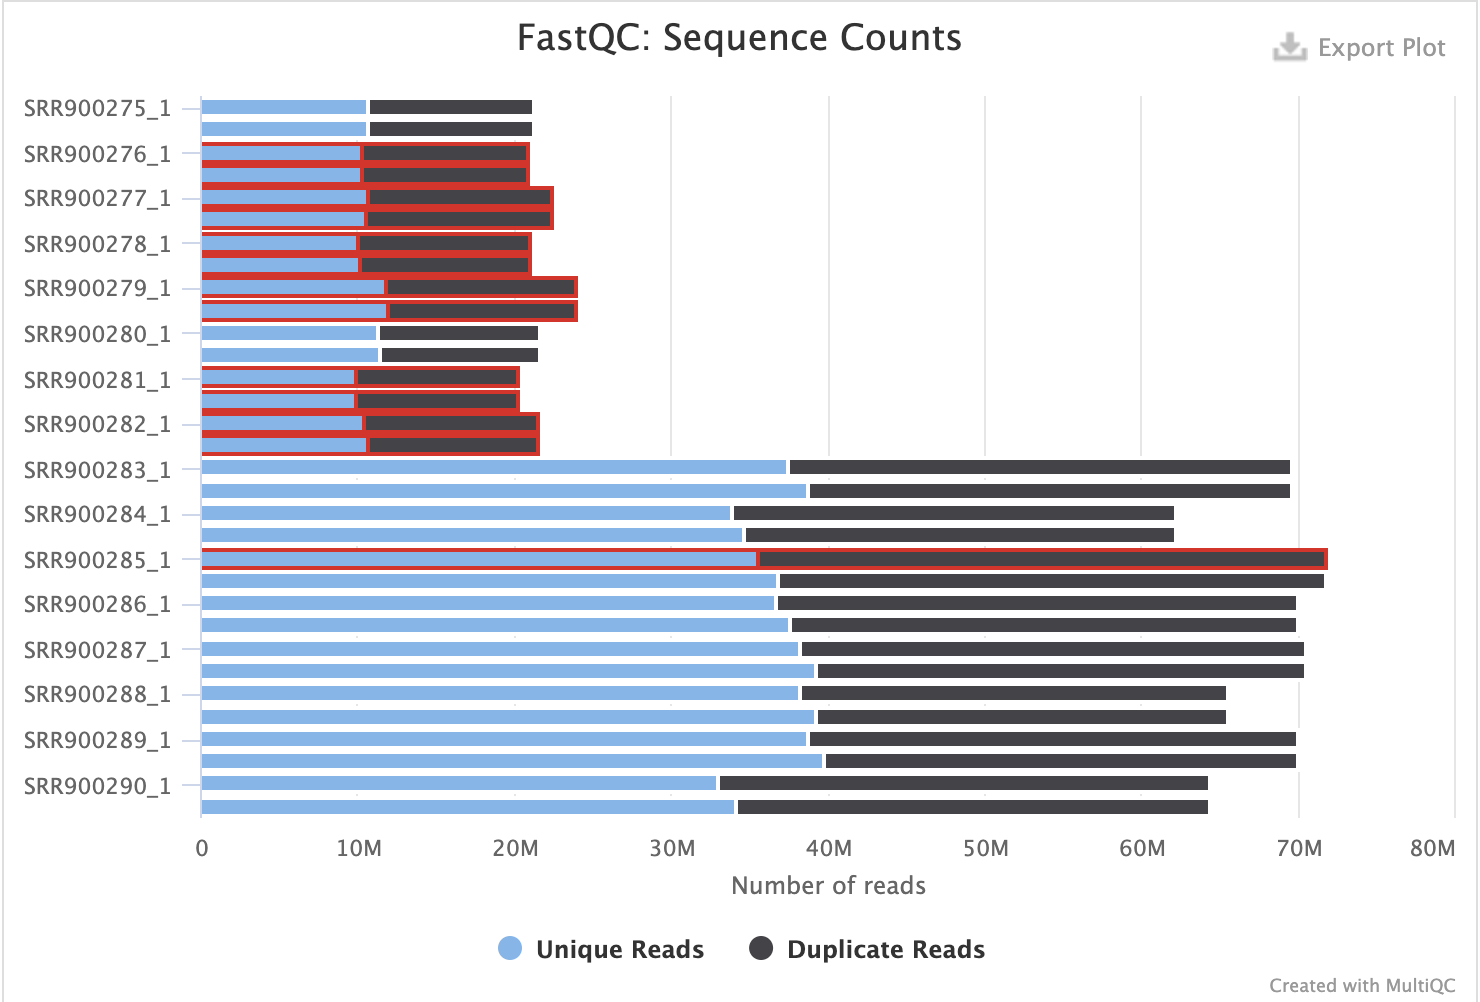 FastQC: Sequence Counts
Export Plot
SRR900275_1
SRR900276_1
SRR900277_1
SRR900278_1
SRR900279_1
SRR900280_1
SRR900281_1
SRR900282_1
SRR900283_1
SRR900284_1
SRR900285_1
SRR900286_1
SRR900287_1
SRR900288_1
SRR900289_1
SRR900290_1
0 10M 20M 30M 40M 50M 60M 70M 80M
Number of reads
Unique Reads Duplicate Reads
Created with MultiQC